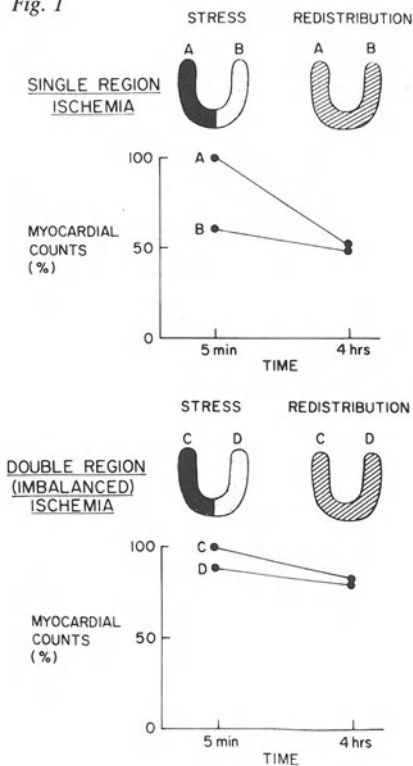 Fig. 1
STRESS REDISTRIBUTION
A B A B
SINGLE REGION
ISCHEMIA
100
A
MYOCARDIAL
COUNTS
(%)
B
50
0
5 min 4 hrs
TIME
STRESS REDISTRIBUTION
C D C D
DOUBLE REGION
(IMBALANCED)
ISCHEMIA
100
C
D
MYOCARDIAL
COUNTS
(%)
50
0
5 min 4 hrs
TIME